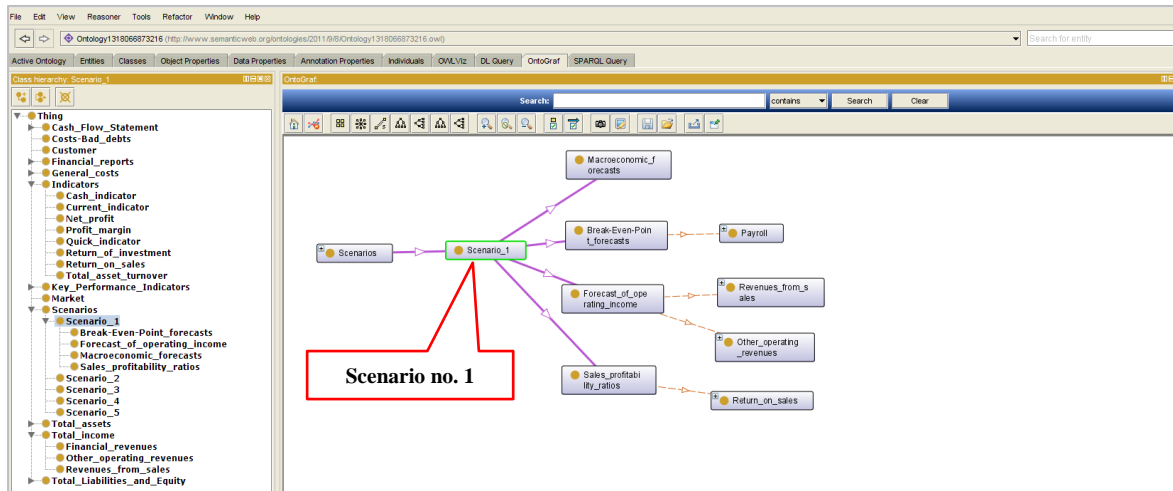 File Edit View Reasoner Tools Refactor Window Help
Ontology1318066873216 (http://www.semanticweb.org/ontologies/2011/9/8/Ontology1318066873216.owl)
Search for entity
Active Ontology Entities Classes Object Properties Data Properties Annotation Properties Individuals OWLViz DL Query OntoGraf SPARQL Query
Class hierarchy: Scenario_1
Thing
Cash_Flow_Statement
Costs-Bad_debts
Customer
Financial_reports
General_costs
Indicators
Cash_indicator
Current_indicator
Net_profit
Profit_margin
Quick_indicator
Return_of_investment
Return_on_sales
Total_asset_turnover
Key_Performance_Indicators
Market
Scenarios
Scenario_1
Break-Even-Point_forecasts
Forecast_of_operating_income
Macroeconomic_forecasts
Sales_profitability_ratios
Scenario_2
Scenario_3
Scenario_4
Scenario_5
Total_assets
Total_income
Financial_revenues
Other_operating_revenues
Revenues_from_sales
Total_Liabilities_and_Equity
OntoGraf:
Search: contains Search Clear
Macroeconomic_f
orecasts
Break-Even-Poin
t_forecasts
Payroll
Scenarios
Scenario_1
Forecast_of_ope
rating_income
Revenues_from_s
ales
Other_operating
_revenues
Sales_profitabi
lity_ratios
Return_on_sales
Scenario no. 1